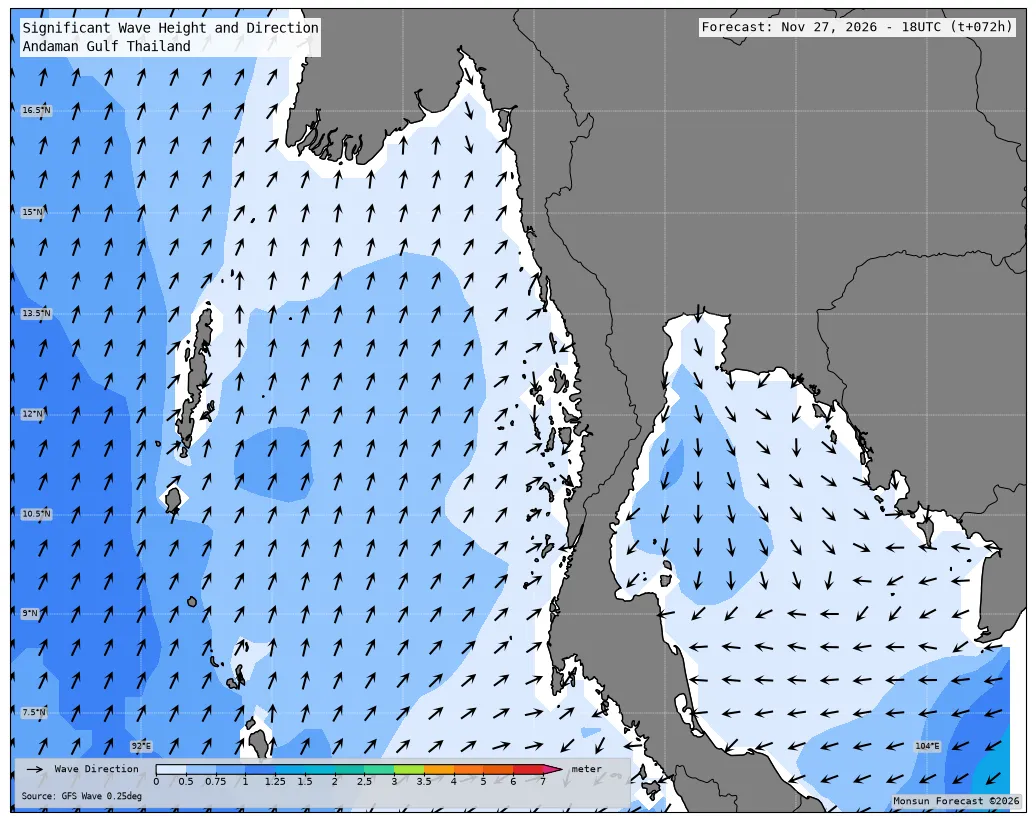 Significant Wave Height and Direction
Andaman Gulf Thailand
Forecast: Nov 27, 2026 - 18UTC (t+072h)
16.5°N
15°N
13.5°N
12°N
10.5°N
9°N
7.5°N
92°E
104°E
Wave Direction
0.5 0.75 1 1.25 1.5 2 2.5 3 3.5 4 5 6 7
meter
Source: GFS Wave 0.25deg
Monsun Forecast ©2026